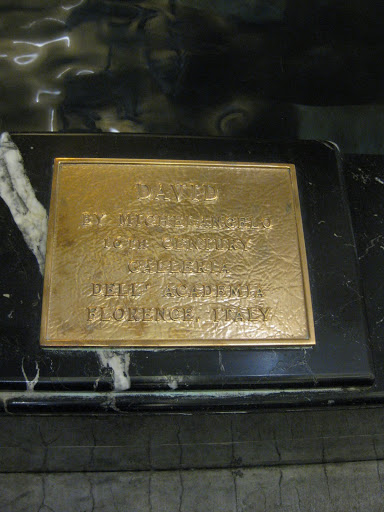 DAVID
BY MICHELANGELO
16TH CENTURY
GALLERIA
DELL' ACADEMIA
FLORENCE, ITALY